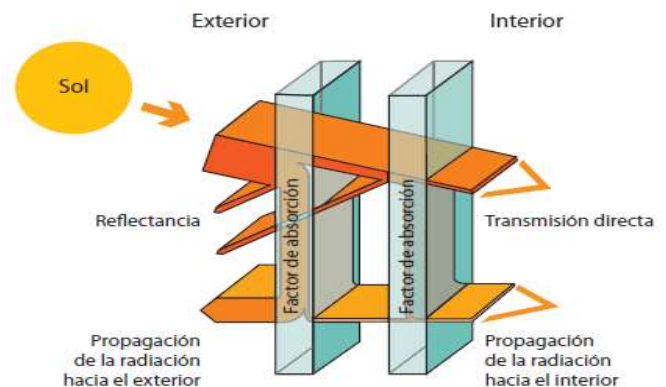 Exterior
Interior
Sol
Reflectancia
Factor de absorción
Factor de absorción
Transmisión directa
Propagación
de la radiación
hacia el exterior
Propagación
de la radiación
hacia el interior